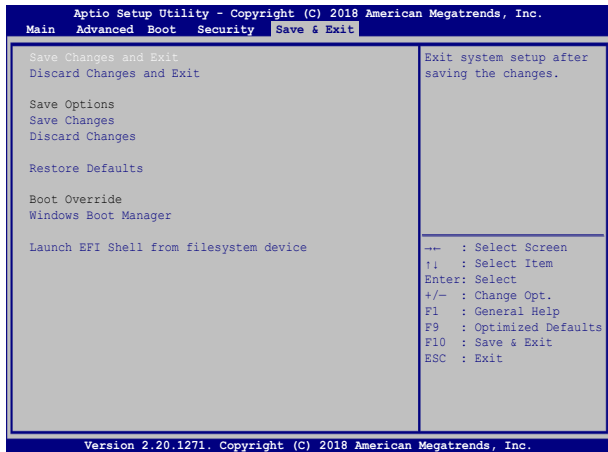 Aptio Setup Utility - Copyright (C) 2018 American Megatrends, Inc.
Main Advanced Boot Security Save & Exit
Save Changes and Exit
Discard Changes and Exit
Save Options
Save Changes
Discard Changes
Restore Defaults
Boot Override
Windows Boot Manager
Launch EFI Shell from filesystem device
Exit system setup after
saving the changes.
→← : Select Screen
↑↓ : Select Item
Enter: Select
+/— : Change Opt.
F1 : General Help
F9 : Optimized Defaults
F10 : Save & Exit
ESC : Exit
Version 2.20.1271. Copyright (C) 2018 American Megatrends, Inc.